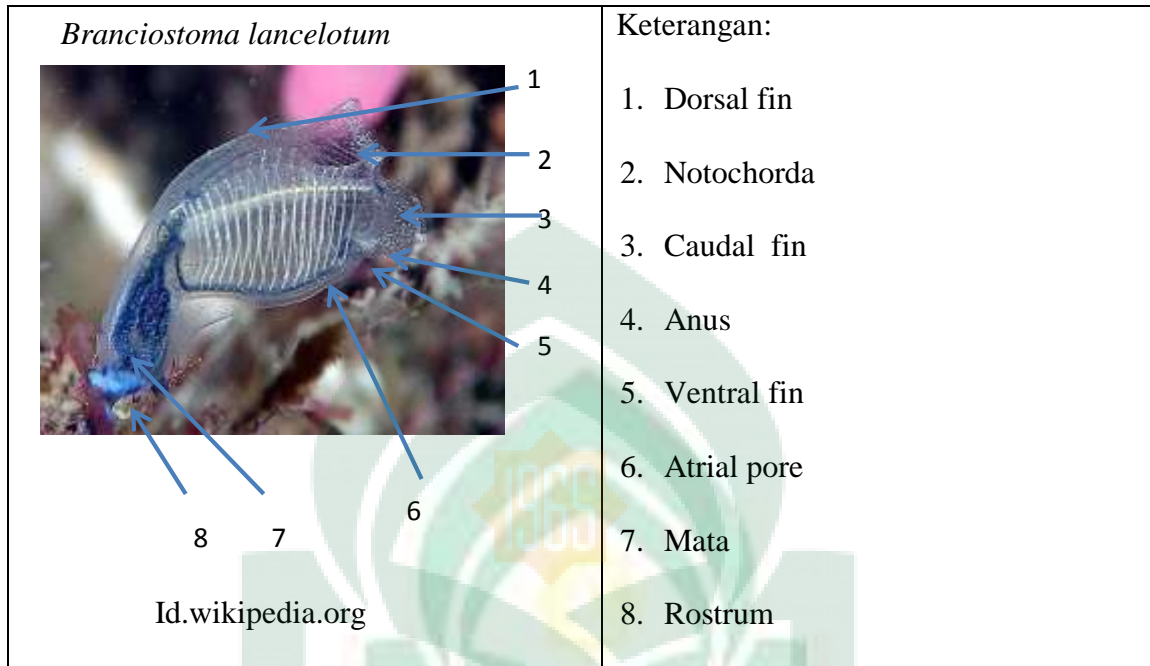 Branciostoma lancelotum
1
2
3
4
5
6
8 7
Id.wikipedia.org
Keterangan:
1. Dorsal fin
2. Notochorda
3. Caudal fin
4. Anus
5. Ventral fin
6. Atrial pore
7. Mata
8. Rostrum